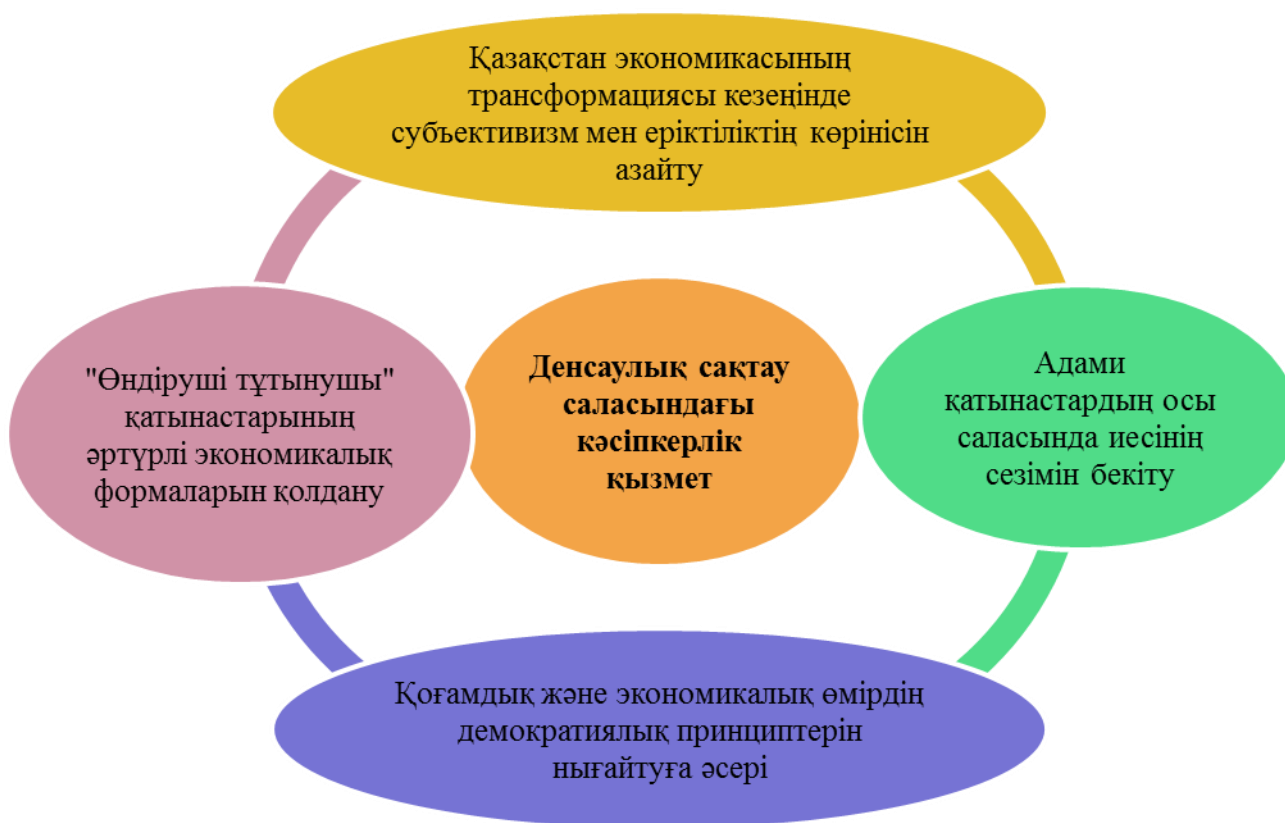 Қазақстан экономикасының
трансформациясы кезеңінде
субъективизм мен еріктіліктің көрінісін
азайту
"Өндіруші тұтынушы"
қатынастарының
әртүрлі экономикалық
формаларын қолдану
Денсаулық сақтау
саласындағы
кәсіпкерлік
қызмет
Адами
қатынастардың осы
саласында иесінің
сезімін бекіту
Қоғамдық және экономикалық өмірдің
демократиялық принциптерін
нығайтуға әсері